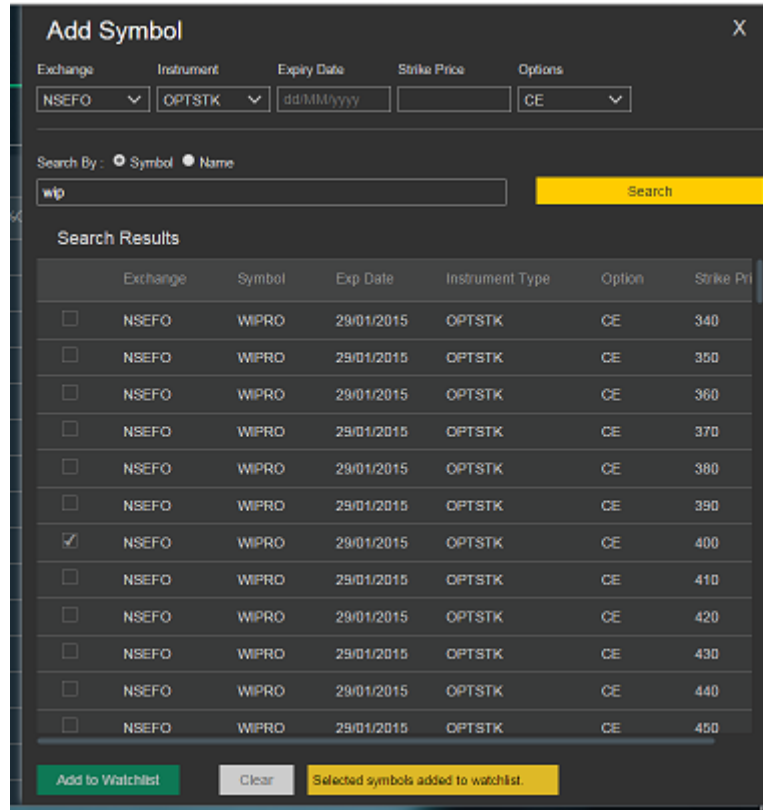 Add Symbol X
Exchange Instrument Expiry Date Strike Price Options
NSEFO OPTSTK dd/MM/yyyy CE
Search By : Symbol Name
wip Search
Search Results
Exchange Symbol Exp Date Instrument Type Option Strike Pri
NSEFO WIPRO 29/01/2015 OPTSTK CE 340
NSEFO WIPRO 29/01/2015 OPTSTK CE 350
NSEFO WIPRO 29/01/2015 OPTSTK CE 360
NSEFO WIPRO 29/01/2015 OPTSTK CE 370
NSEFO WIPRO 29/01/2015 OPTSTK CE 380
NSEFO WIPRO 29/01/2015 OPTSTK CE 390
NSEFO WIPRO 29/01/2015 OPTSTK CE 400
NSEFO WIPRO 29/01/2015 OPTSTK CE 410
NSEFO WIPRO 29/01/2015 OPTSTK CE 420
NSEFO WIPRO 29/01/2015 OPTSTK CE 430
NSEFO WIPRO 29/01/2015 OPTSTK CE 440
NSEFO WIPRO 29/01/2015 OPTSTK CE 450
Add to Watchlist Clear Selected symbols added to watchlist.